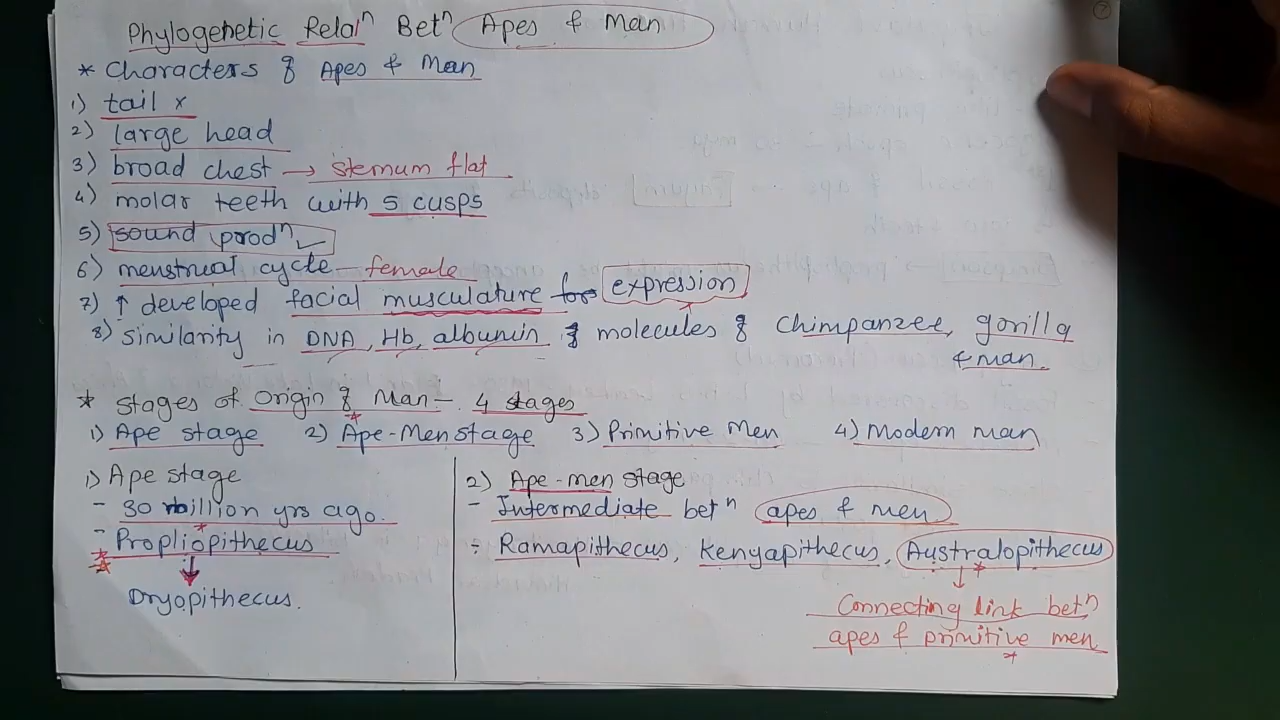 Phylogenetic Relaⁿ Betⁿ Apes & Man
* Characters of Apes & Man
1) tail x
2) large head
3) broad chest → sternum flat
4) molar teeth with 5 cusps
5) sound prodⁿ ✓
6) menstrual cycle - female
7) ↑ developed facial musculature for expression
8) similarity in DNA, Hb, albumin & molecules of Chimpanzee, gorilla
& man.
* stages of origin of Man - 4 stages
1) Ape stage 2) Ape-Men stage 3) Primitive Men 4) Modern man
1) Ape stage
- 30 million yrs ago.
- Propliopithecus
↓
Dryopithecus.
2) Ape-men stage
- Intermediate betⁿ apes & men
- Ramapithecus, Kenyapithecus, Australopithecus
↓
Connecting link betⁿ
apes & primitive men